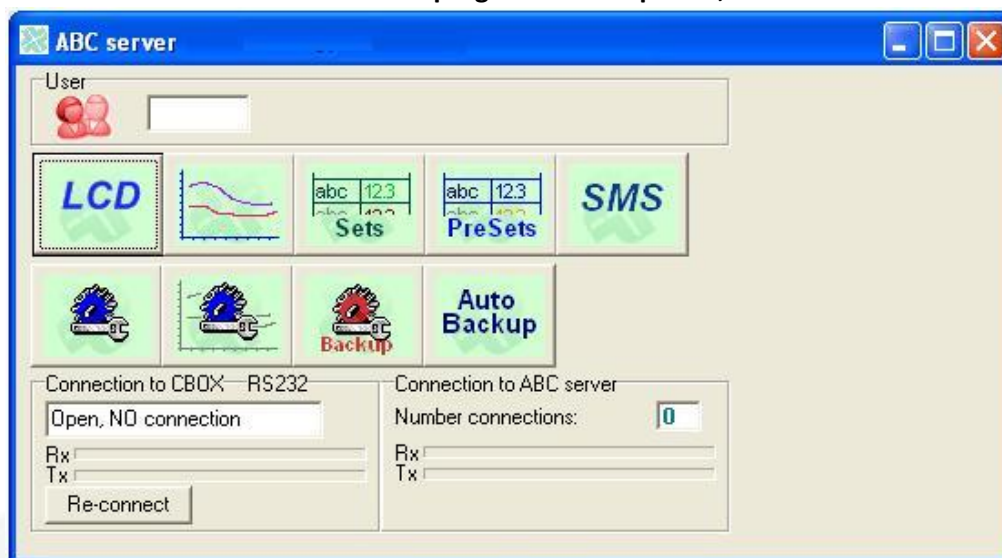 ABC server
User
LCD
abc 123
Sets
abc 123
PreSets
SMS
Backup
Auto
Backup
Connection to CBOX RS232
Open, NO connection
Rx
Tx
Re-connect
Connection to ABC server
Number connections: 0
Rx
Tx